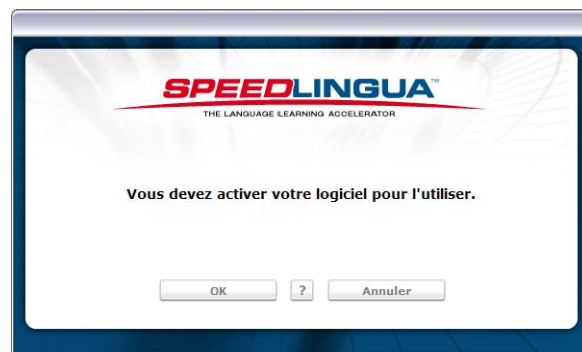 SPEEDLINGUA™
THE LANGUAGE LEARNING ACCELERATOR
Vous devez activer votre logiciel pour l'utiliser.
OK ? Annuler